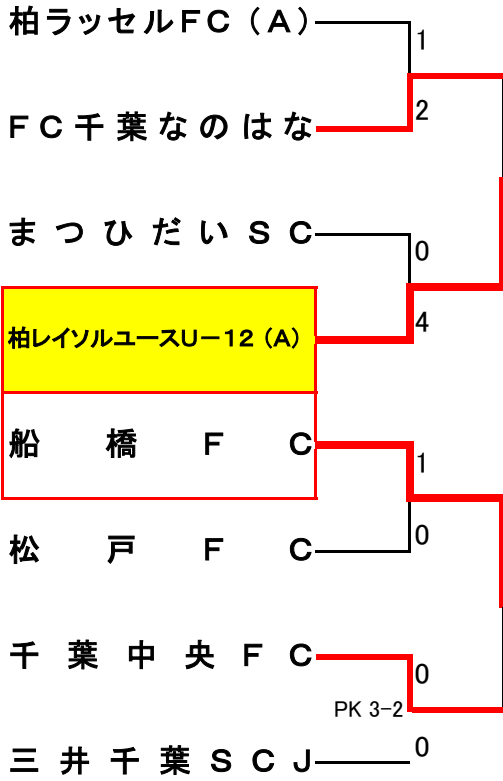 柏ラッセルFC(A)
1
2
FC千葉なのはな
まつひだいSC
0
4
柏レイソルユースU-12(A)
船橋FC
1
0
松戸FC
千葉中央FC
0
PK 3-2
0
三井千葉SCJ